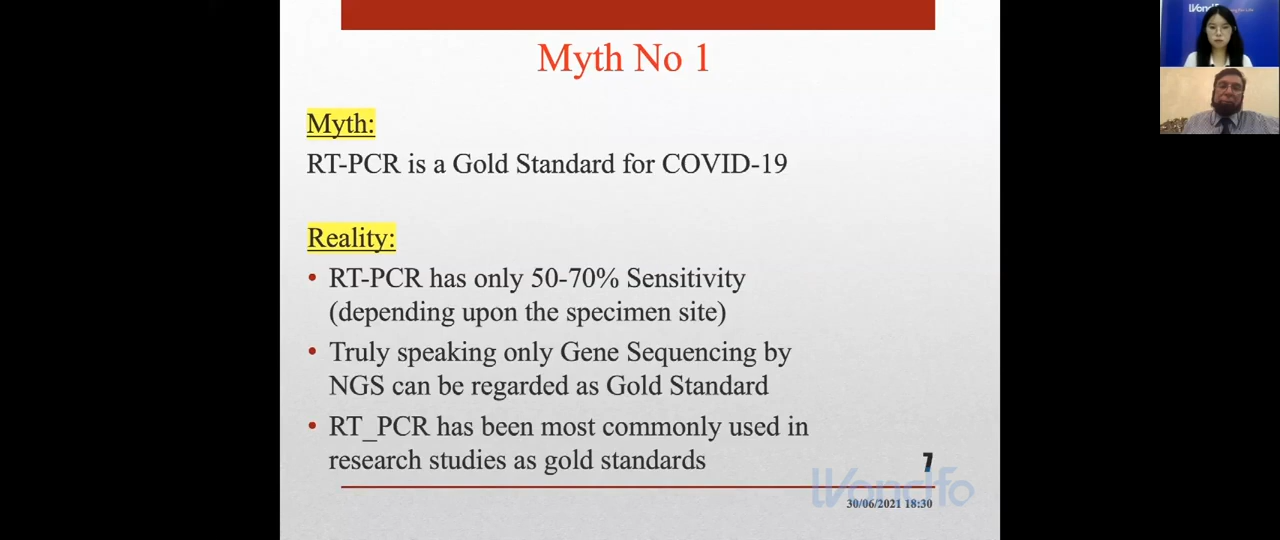 Myth No 1
Myth:
RT-PCR is a Gold Standard for COVID-19
Reality:
• RT-PCR has only 50-70% Sensitivity
(depending upon the specimen site)
• Truly speaking only Gene Sequencing by
NGS can be regarded as Gold Standard
• RT_PCR has been most commonly used in
research studies as gold standards
7
Wondfo
30/06/2021 18:30
Wondfo